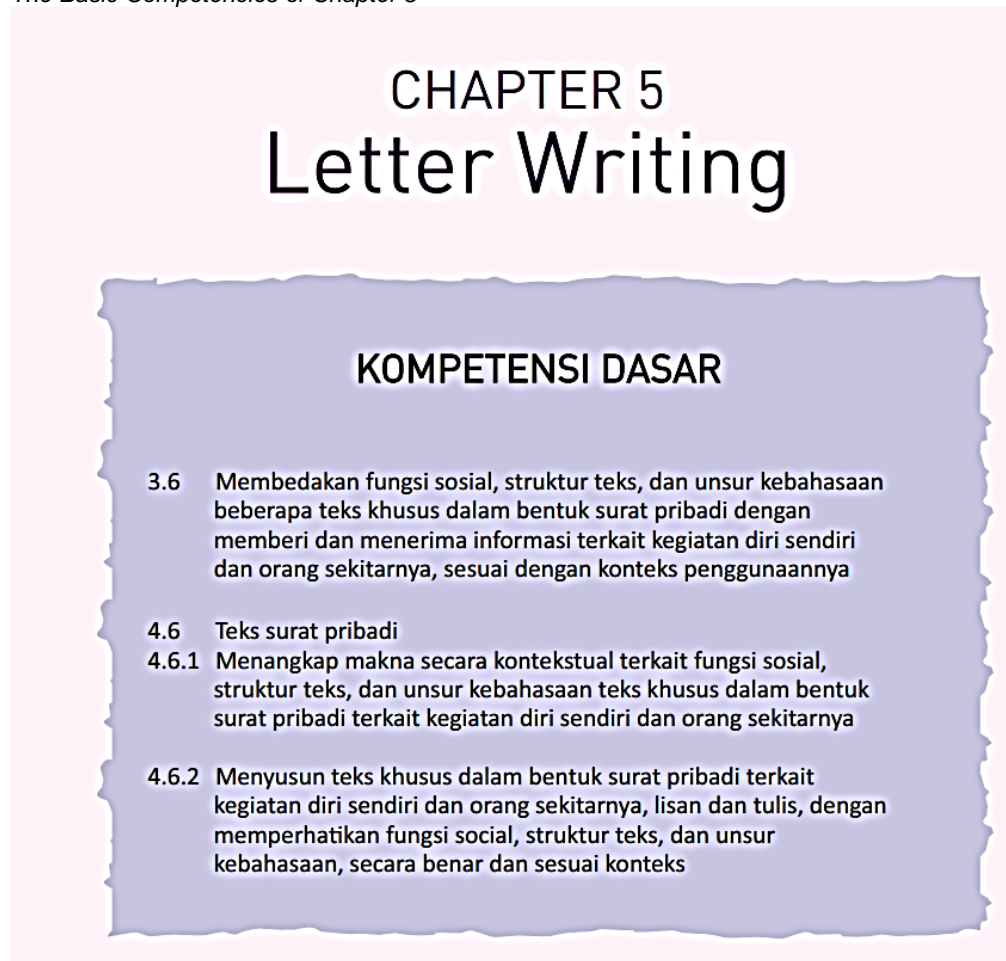 The Basic Competencies of Chapter 5
CHAPTER 5
Letter Writing
KOMPETENSI DASAR
3.6 Membedakan fungsi sosial, struktur teks, dan unsur kebahasaan
beberapa teks khusus dalam bentuk surat pribadi dengan
memberi dan menerima informasi terkait kegiatan diri sendiri
dan orang sekitarnya, sesuai dengan konteks penggunaannya
4.6 Teks surat pribadi
4.6.1 Menangkap makna secara kontekstual terkait fungsi sosial,
struktur teks, dan unsur kebahasaan teks khusus dalam bentuk
surat pribadi terkait kegiatan diri sendiri dan orang sekitarnya
4.6.2 Menyusun teks khusus dalam bentuk surat pribadi terkait
kegiatan diri sendiri dan orang sekitarnya, lisan dan tulis, dengan
memperhatikan fungsi social, struktur teks, dan unsur
kebahasaan, secara benar dan sesuai konteks